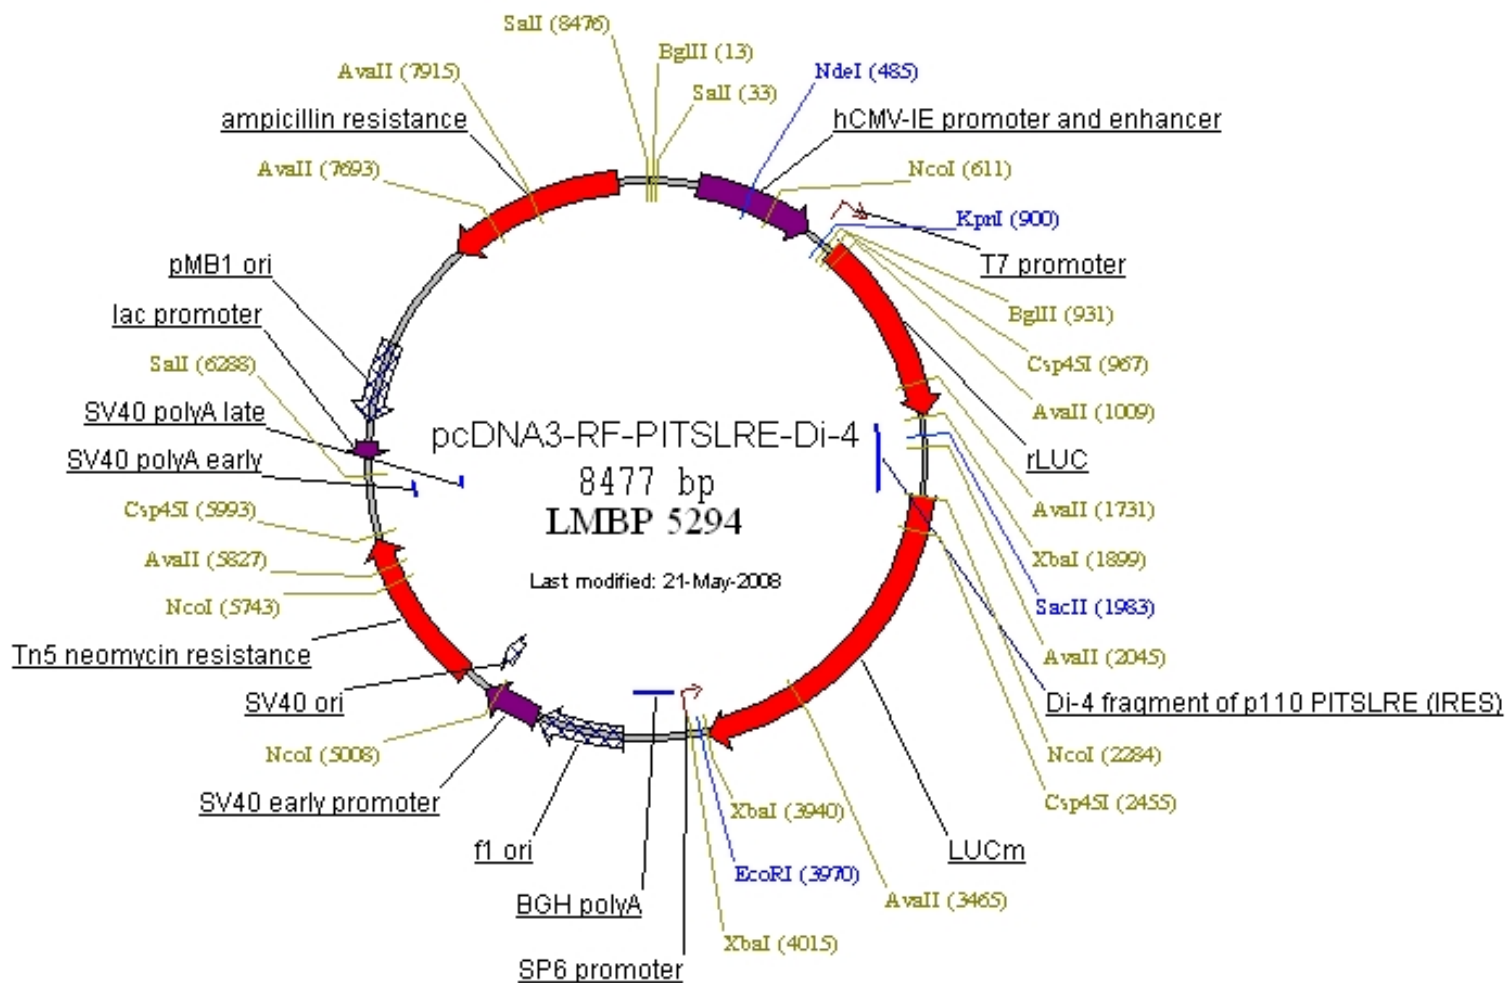 SalI (8476)
BglII (13)
AvaII (7915)
NdeI (485)
SalI (33)
ampicillin resistance
hCMV-IE promoter and enhancer
AvaII (7693)
NcoI (611)
KpnI (900)
pMB1 ori
T7 promoter
lac promoter
BglII (931)
SalI (6288)
Csp45I (967)
SV40 polyA late
AvaII (1009)
pcDNA3-RF-PITSLRE-Di-4
SV40 polyA early
rLUC
8477 bp
Csp45I (5993)
AvaII (1731)
LMBP 5294
AvaII (5827)
XbaI (1899)
Last modified: 21-May-2008
NcoI (5743)
SacII (1983)
Tn5 neomycin resistance
AvaII (2045)
SV40 ori
Di-4 fragment of p110 PITSLRE (IRES)
NcoI (5008)
NcoI (2284)
SV40 early promoter
Csp45I (2455)
XbaI (3940)
f1 ori
LUCm
EcoRI (3970)
BGH polyA
AvaII (3465)
XbaI (4015)
SP6 promoter